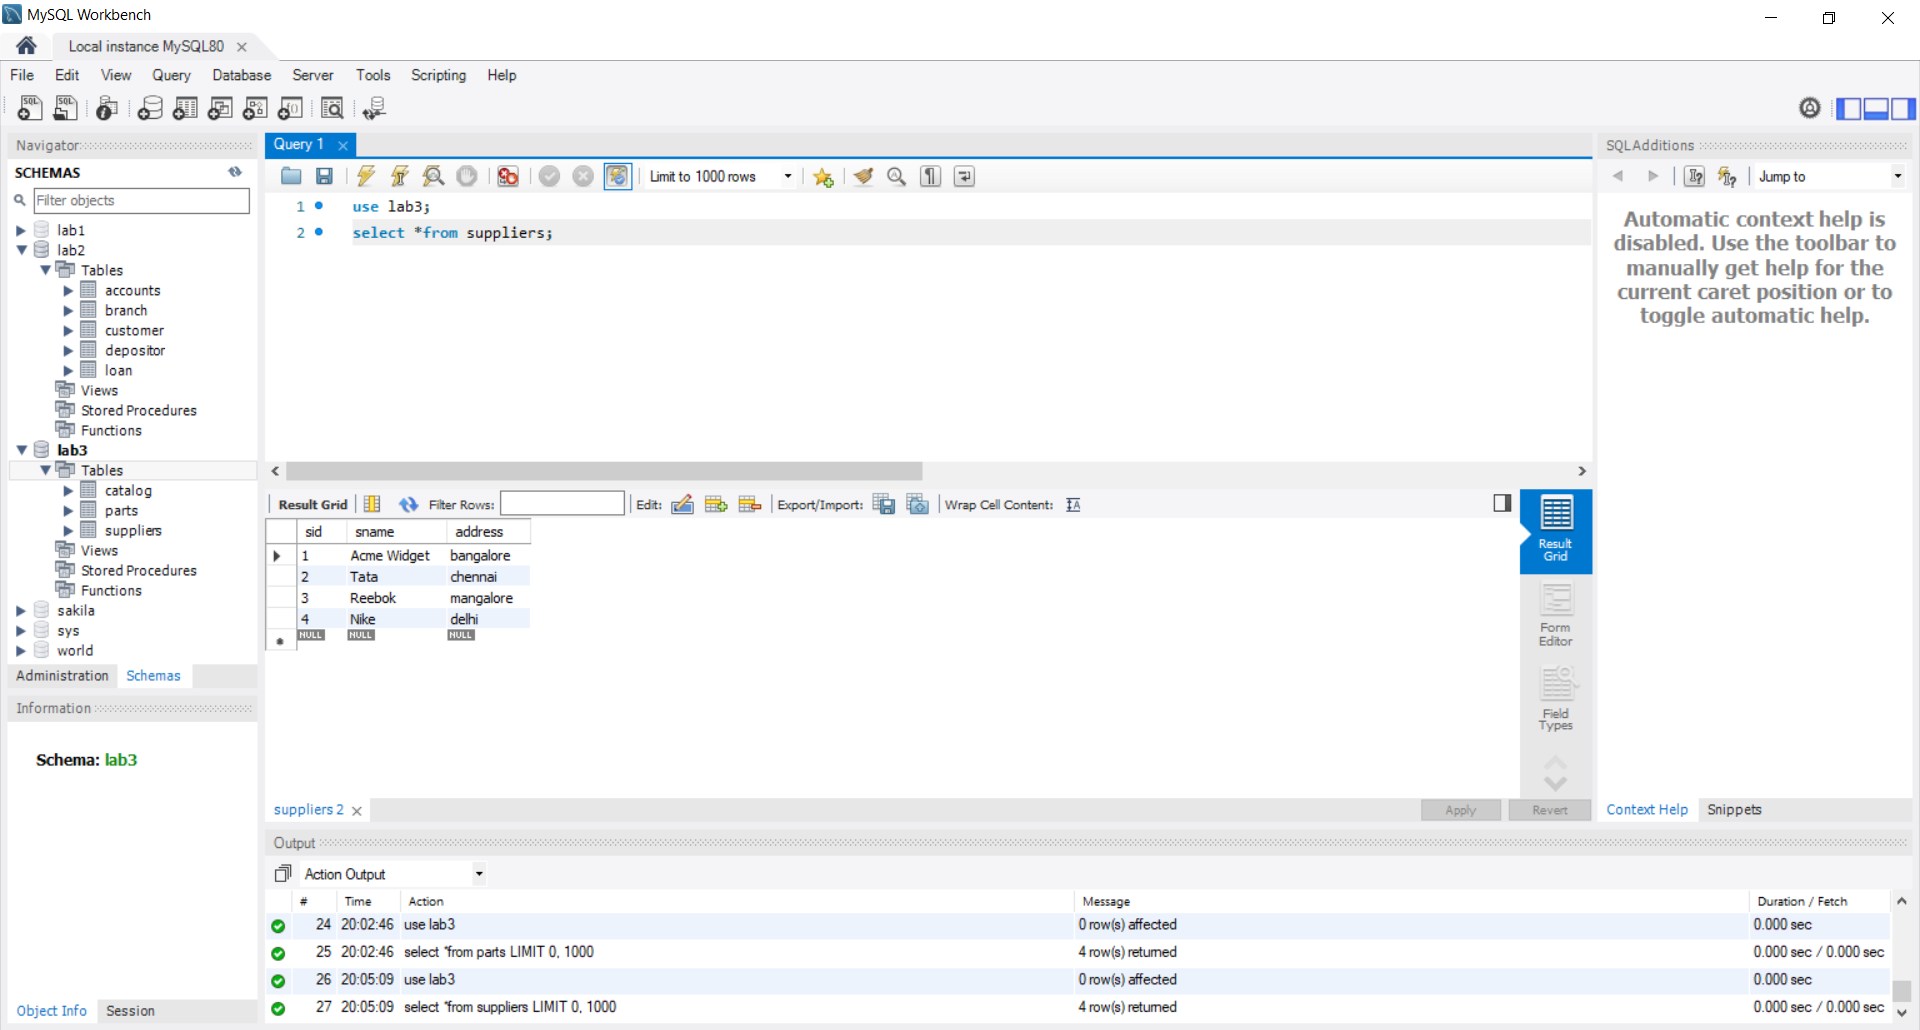 MySQL Workbench
Local instance MySQL80
File Edit View Query Database Server Tools Scripting Help
Navigator
SCHEMAS
Filter objects
lab1
lab2
Tables
accounts
branch
customer
depositor
loan
Views
Stored Procedures
Functions
lab3
Tables
catalog
parts
suppliers
Views
Stored Procedures
Functions
sakila
sys
world
Administration Schemas
Information
Schema: lab3
Object Info Session
Query 1
Limit to 1000 rows
1 use lab3;
2 select *from suppliers;
Result Grid Filter Rows: Edit: Export/Import: Wrap Cell Content:
sid sname address
1 Acme Widget bangalore
2 Tata chennai
3 Reebok mangalore
4 Nike delhi
NULL NULL NULL
Result
Grid
Form
Editor
Field
Types
suppliers 2 Apply Revert
Output
Action Output
# Time Action Message Duration / Fetch
24 20:02:46 use lab3 0 row(s) affected 0.000 sec
25 20:02:46 select *from parts LIMIT 0, 1000 4 row(s) returned 0.000 sec / 0.000 sec
26 20:05:09 use lab3 0 row(s) affected 0.000 sec
27 20:05:09 select *from suppliers LIMIT 0, 1000 4 row(s) returned 0.000 sec / 0.000 sec
SQLAdditions
Jump to
Automatic context help is
disabled. Use the toolbar to
manually get help for the
current caret position or to
toggle automatic help.
Context Help Snippets